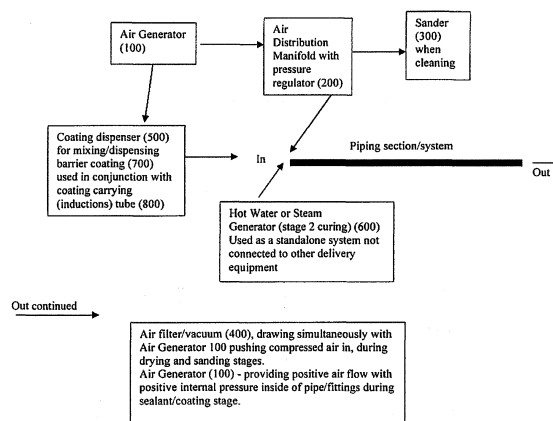 Air Generator
(100)
Air
Distribution
Manifold with
pressure
regulator (200)
Sander
(300)
when
cleaning
Coating dispenser (500)
for mixing/dispensing
barrier coating (700)
used in conjunction with
coating carrying
(inductions) tube (800)
In
Piping section/system
Out
Hot Water or Steam
Generator (stage 2 curing) (600)
Used as a standalone system not
connected to other delivery
equipment
Out continued
Air filter/vacuum (400), drawing simultaneously with
Air Generator 100 pushing compressed air in, during
drying and sanding stages.
Air Generator (100) - providing positive air flow with
positive internal pressure inside of pipe/fittings during
sealant/coating stage.